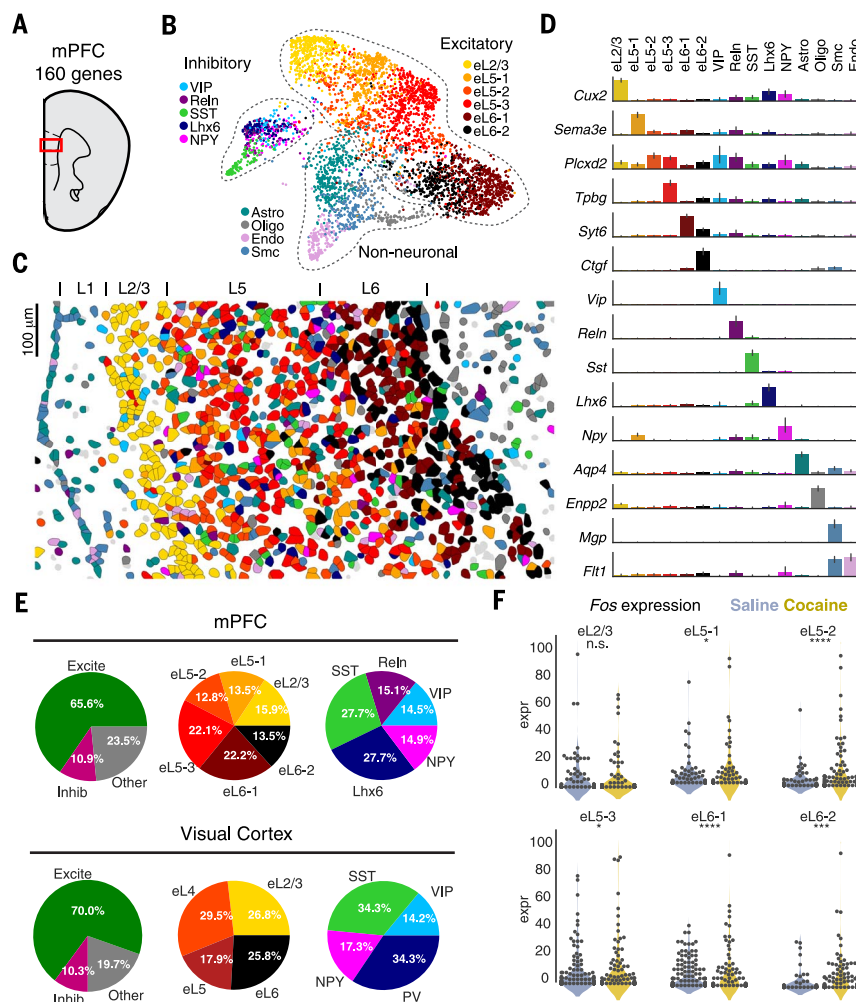 A
mPFC
160 genes
B
Inhibitory
VIP
Reln
SST
Lhx6
NPY
Excitatory
eL2/3
eL5-1
eL5-2
eL5-3
eL6-1
eL6-2
Astro
Oligo
Endo
Smc
Non-neuronal
C
L1
L2/3
L5
L6
100 µm
D
eL2/3
eL5-1
eL5-2
eL5-3
eL6-1
eL6-2
VIP
Reln
SST
Lhx6
NPY
Astro
Oligo
Smc
Endo
Cux2
Sema3e
Plcxd2
Tpbg
Syt6
Ctgf
Vip
Reln
Sst
Lhx6
Npy
Aqp4
Enpp2
Mgp
Flt1
E
mPFC
Excite
65.6%
10.9%
23.5%
Inhib
Other
eL5-1
eL5-2
eL2/3
13.5%
12.8%
15.9%
22.1%
13.5%
22.2%
eL5-3
eL6-2
eL6-1
Reln
SST
VIP
15.1%
27.7%
14.5%
14.9%
27.7%
NPY
Lhx6
Visual Cortex
Excite
70.0%
10.3%
19.7%
Inhib
Other
eL4
eL2/3
29.5%
26.8%
17.9%
25.8%
eL5
eL6
SST
VIP
34.3%
14.2%
17.3%
34.3%
NPY
PV
F
Fos expression Saline Cocaine
eL2/3
n.s.
eL5-1
*
eL5-2
****
expr
100
80
60
40
20
0
eL5-3
*
eL6-1
****
eL6-2
***
expr
100
80
60
40
20
0